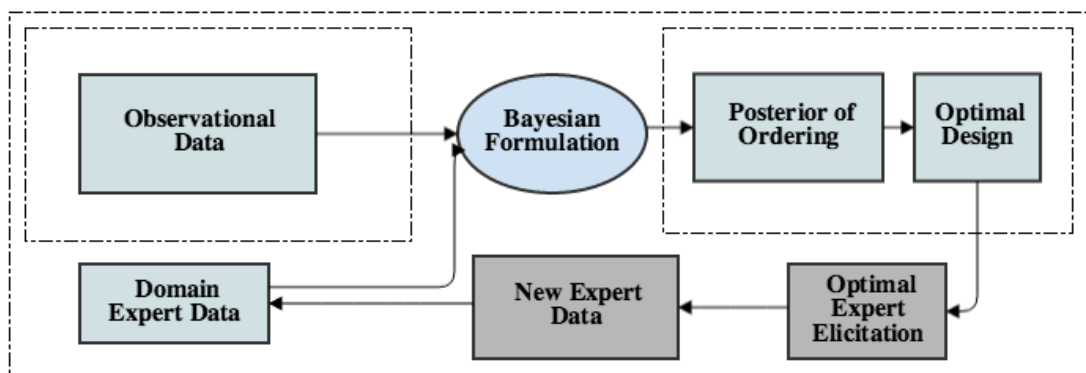 Observational
Data
Bayesian
Formulation
Posterior of
Ordering
Optimal
Design
Domain
Expert Data
New Expert
Data
Optimal
Expert
Elicitation